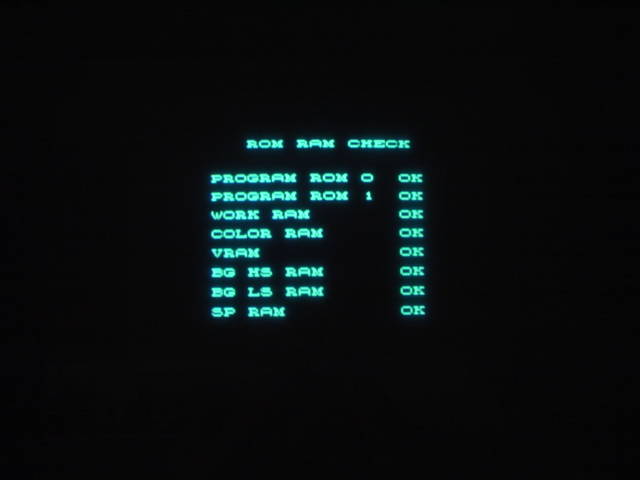 ROM RAM CHECK
PROGRAM ROM 0 OK
PROGRAM ROM 1 OK
WORK RAM OK
COLOR RAM OK
VRAM OK
BG HS RAM OK
BG LS RAM OK
SP RAM OK